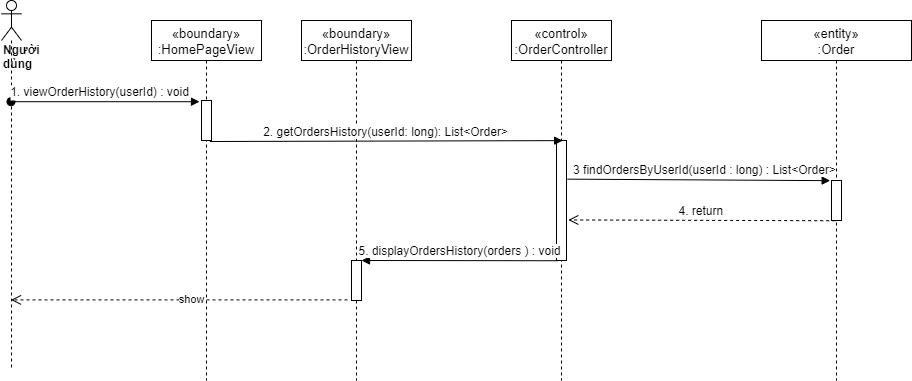 «boundary»
:HomePageView
«boundary»
:OrderHistoryView
«control»
:OrderController
«entity»
:Order
Người
dùng
1. viewOrderHistory(userId) : void
2. getOrdersHistory(userId: long): List<Order>
3 findOrdersByUserId(userId : long) : List<Order>
4. return
5. displayOrdersHistory(orders ) : void
show